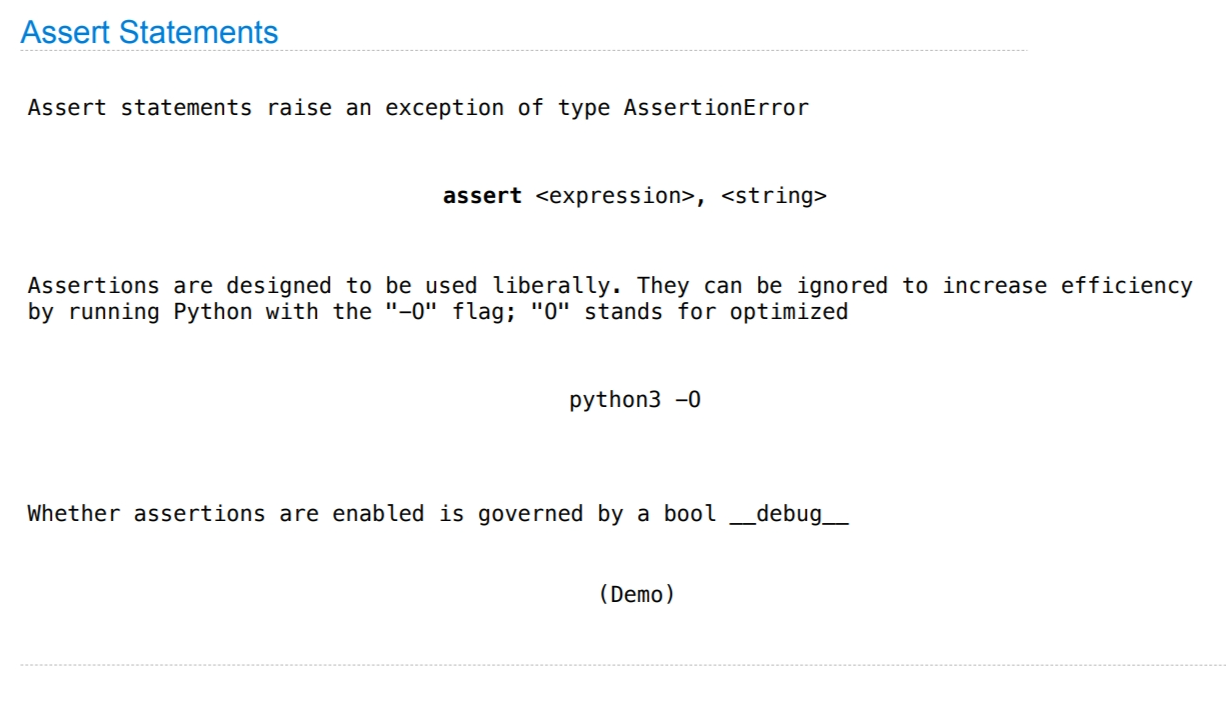 Assert Statements
Assert statements raise an exception of type AssertionError
assert <expression>, <string>
Assertions are designed to be used liberally. They can be ignored to increase efficiency
by running Python with the "—O" flag; "O" stands for optimized
python3 —O
Whether assertions are enabled is governed by a bool __debug__
(Demo)